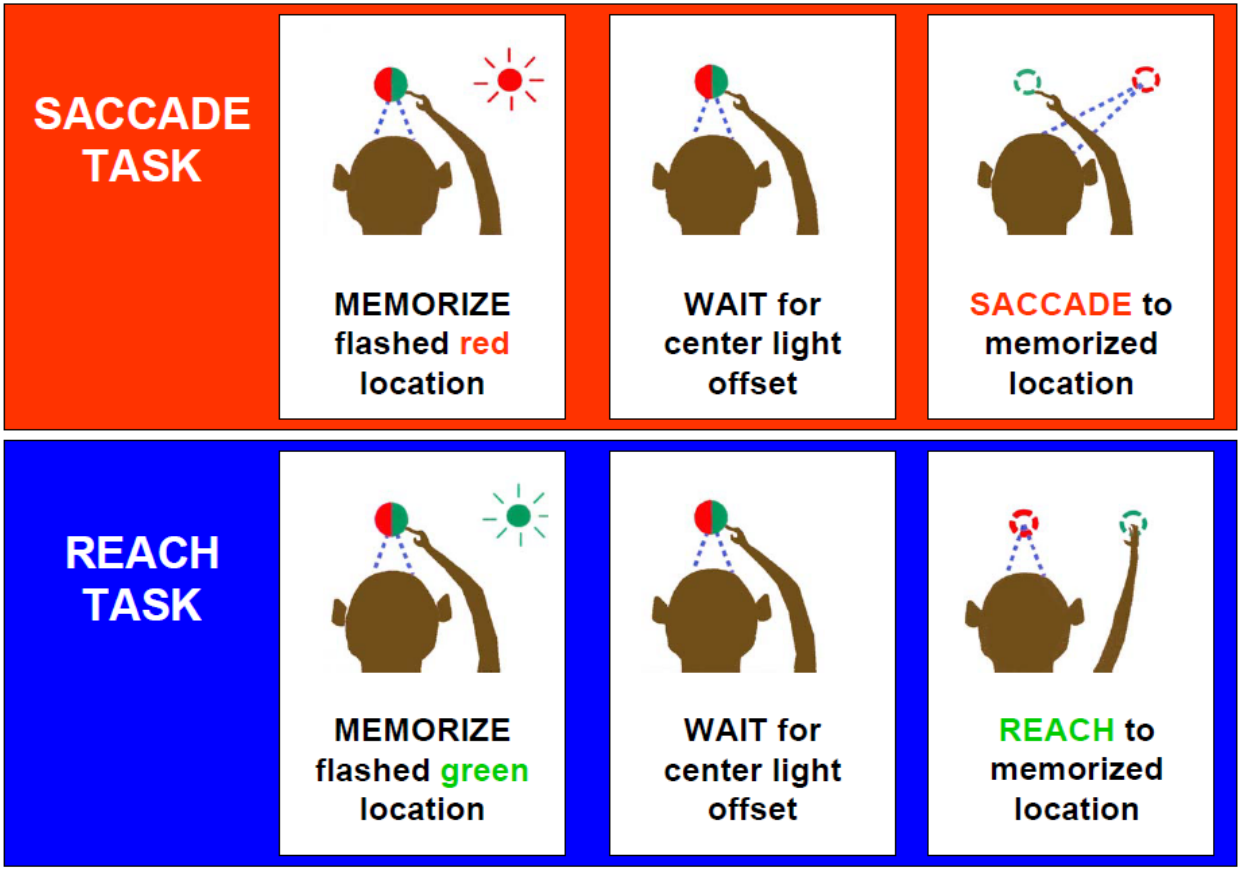 SACCADE
TASK
MEMORIZE
flashed red
location
WAIT for
center light
offset
SACCADE to
memorized
location
REACH
TASK
MEMORIZE
flashed green
location
WAIT for
center light
offset
REACH to
memorized
location